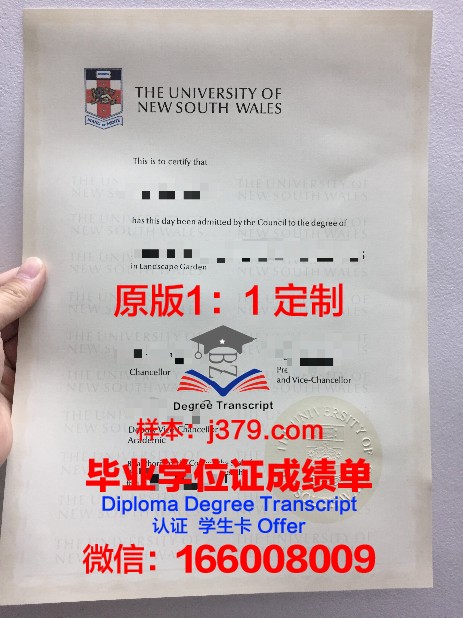 THE UNIVERSITY OF
NEW SOUTH WALES
This is to certify that
has this day been admitted by the Council to the degree of
in Landscape Garden
原版1：1 定制
BZ
Chancellor
and Vice-Chancellor
Degree Transcript
Vice-Chancellor
Academic
样本：j379.com
毕业学位证成绩单
Diploma Degree Transcript
认证 学生卡 Offer
微信：166008009